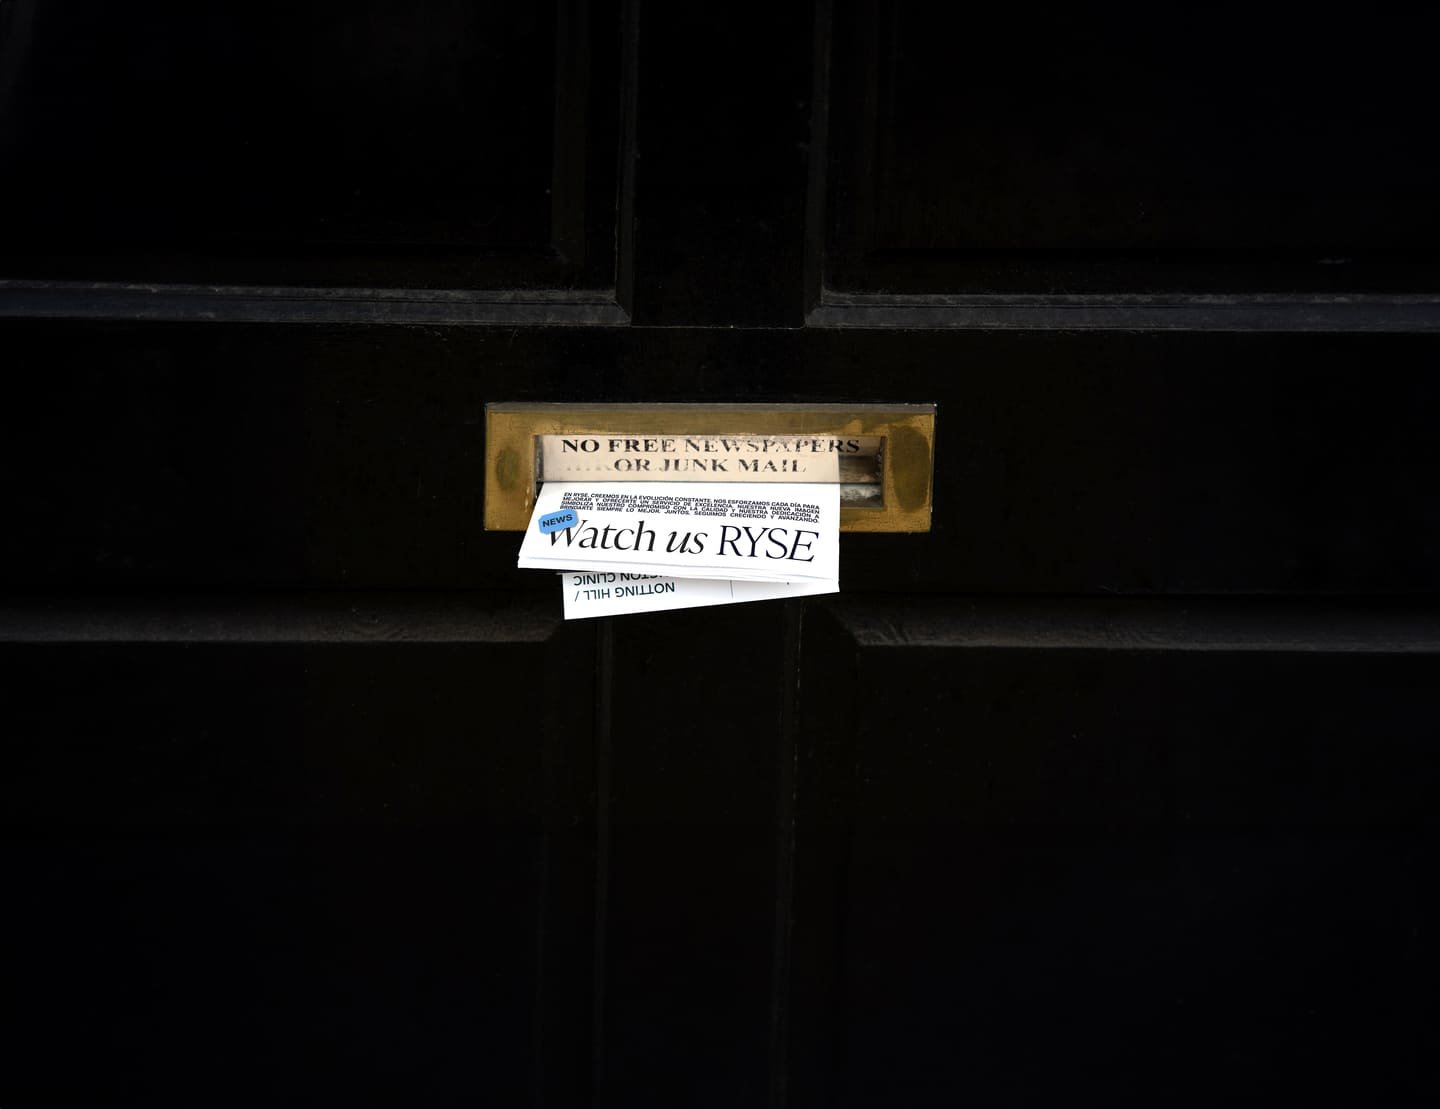 NO FREE NEWSPAPERS
OR JUNK MAIL
EN RYSE, CREEMOS EN LA EVOLUCIÓN CONSTANTE. NOS ESFORZAMOS CADA DÍA PARA
MEJORAR Y OFRECERTE UN SERVICIO DE EXCELENCIA. NUESTRA NUEVA IMAGEN
SIMBOLIZA NUESTRO COMPROMISO CON LA CALIDAD Y NUESTRA DEDICACIÓN A
BRINDARTE SIEMPRE LO MEJOR. JUNTOS, SEGUIMOS CRECIENDO Y AVANZANDO.
NEWS
Watch us RYSE
NOTTING HILL /
CLINIC